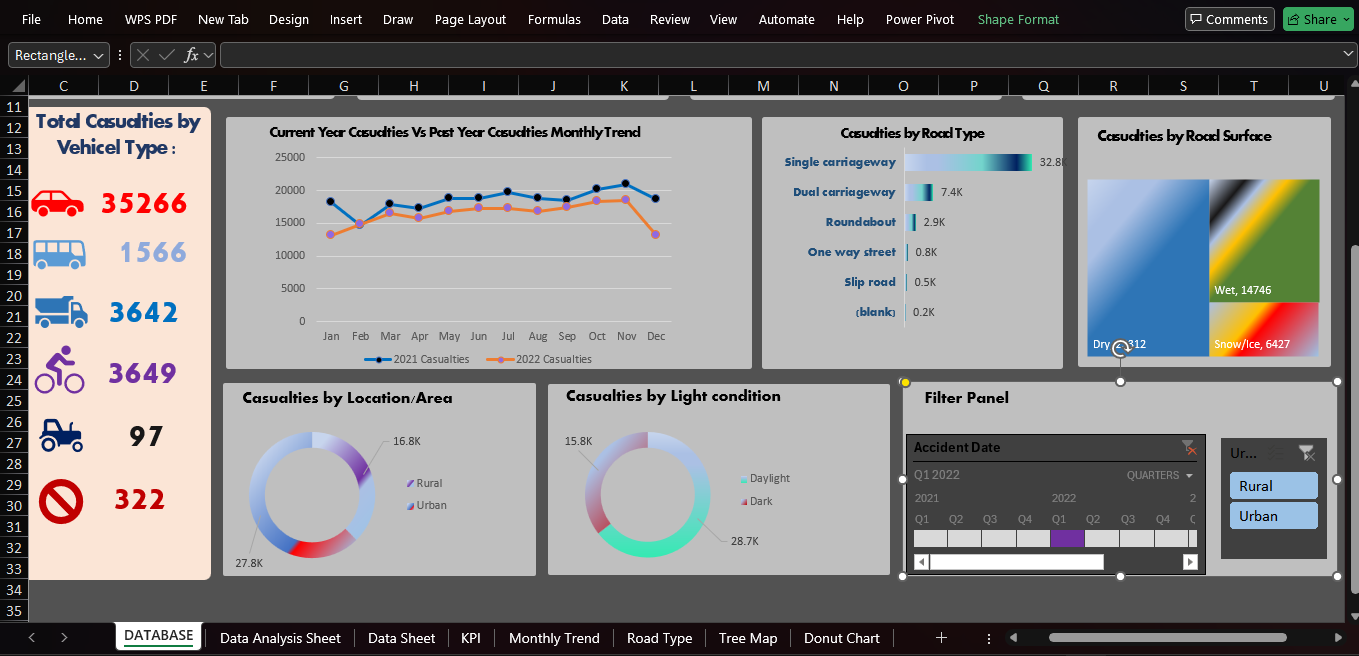 File Home WPS PDF New Tab Design Insert Draw Page Layout Formulas Data Review View Automate Help Power Pivot Shape Format Comments Share
Rectangle... fx
C D E F G H I J K L M N O P Q R S T U
11
12
13
14
15
16
17
18
19
20
21
22
23
24
25
26
27
28
29
30
31
32
33
34
35
Total Casualties by
Vehicel Type :
35266
1566
3642
3649
97
322
Current Year Casualties Vs Past Year Casualties Monthly Trend
25000
20000
15000
10000
5000
0
Jan Feb Mar Apr May Jun Jul Aug Sep Oct Nov Dec
2021 Casualties 2022 Casualties
Casualties by Road Type
Single carriageway 32.8K
Dual carriageway 7.4K
Roundabout 2.9K
One way street 0.8K
Slip road 0.5K
(blank) 0.2K
Casualties by Road Surface
Wet, 14746
Dry 312
Snow/Ice, 6427
Casualties by Location/Area
16.8K
Rural
Urban
27.8K
Casualties by Light condition
15.8K
Daylight
Dark
28.7K
Filter Panel
Accident Date
Q1 2022 QUARTERS
2021 2022 2
Q1 Q2 Q3 Q4 Q1 Q2 Q3 Q4
Ur...
Rural
Urban
DATABASE Data Analysis Sheet Data Sheet KPI Monthly Trend Road Type Tree Map Donut Chart